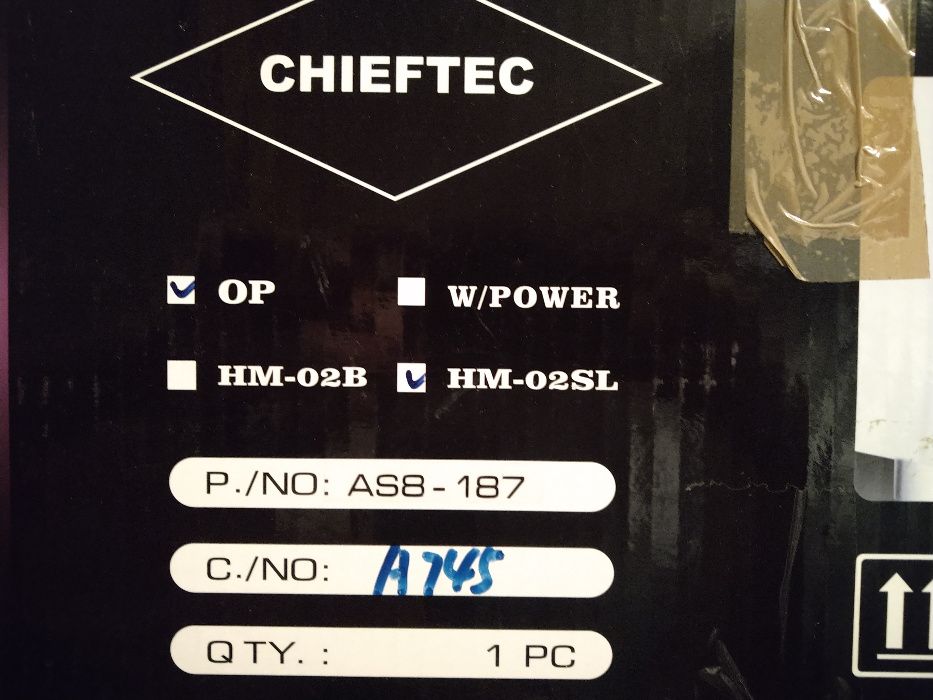 CHIEFTEC
OP W/POWER
HM-02B HM-02SL
P./NO: AS8-187
C./NO: A745
QTY.: 1 PC